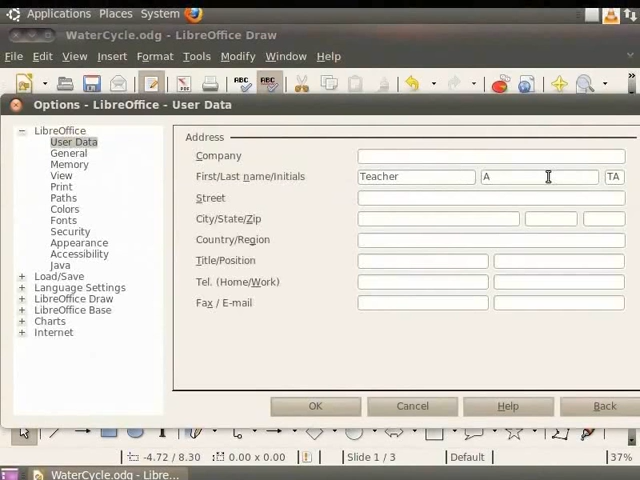 Applications Places System
WaterCycle.odg - LibreOffice Draw
File Edit View Insert Format Tools Modify Window Help
ABC ABC
Options - LibreOffice - User Data
LibreOffice
User Data
General
Memory
View
Print
Paths
Colors
Fonts
Security
Appearance
Accessibility
Java
Load/Save
Language Settings
LibreOffice Draw
LibreOffice Base
Charts
Internet
Address
Company
First/Last name/Initials Teacher A TA
Street
City/State/Zip
Country/Region
Title/Position
Tel. (Home/Work)
Fax / E-mail
OK Cancel Help Back
-4.72 / 8.30 0.00 x 0.00 Slide 1 / 3 Default 37%
WaterCycle.odg - Libre...